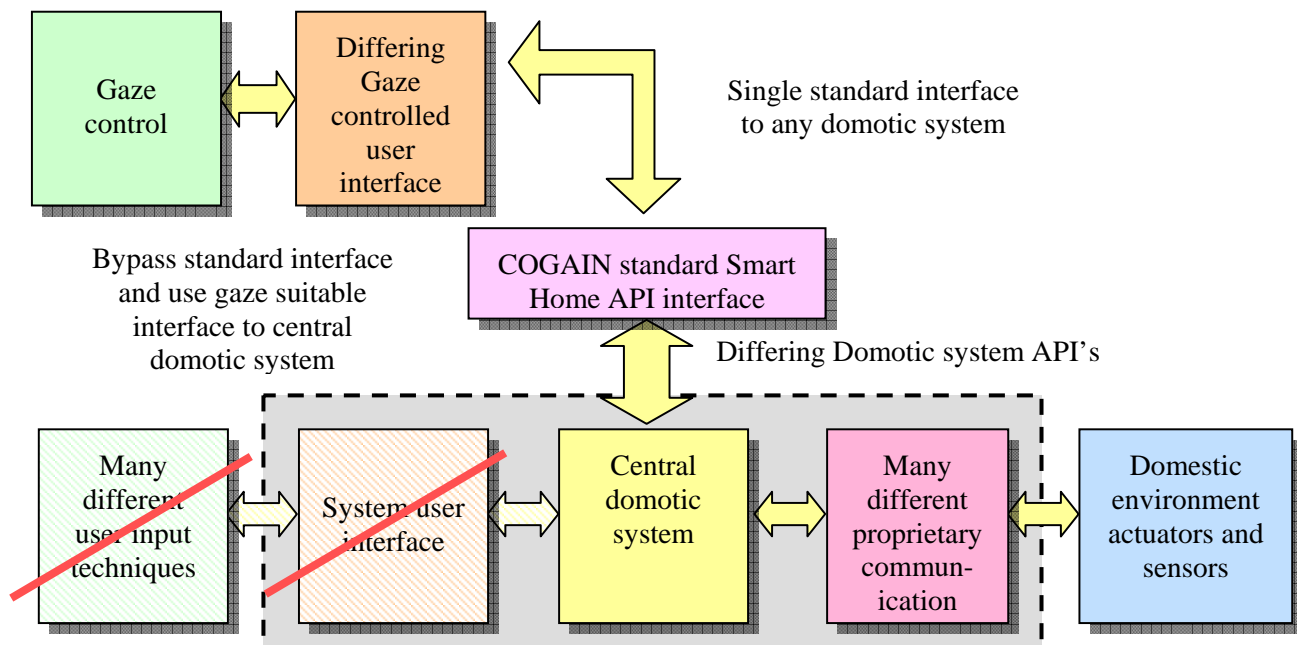 Gaze
control
Differing
Gaze
controlled
user
interface
Single standard interface
to any domotic system
Bypass standard interface
and use gaze suitable
interface to central
domotic system
COGAIN standard Smart
Home API interface
Differing Domotic system API's
Many
different
user input
techniques
System user
interface
Central
domotic
system
Many
different
proprietary
commun-
ication
Domestic
environment
actuators and
sensors